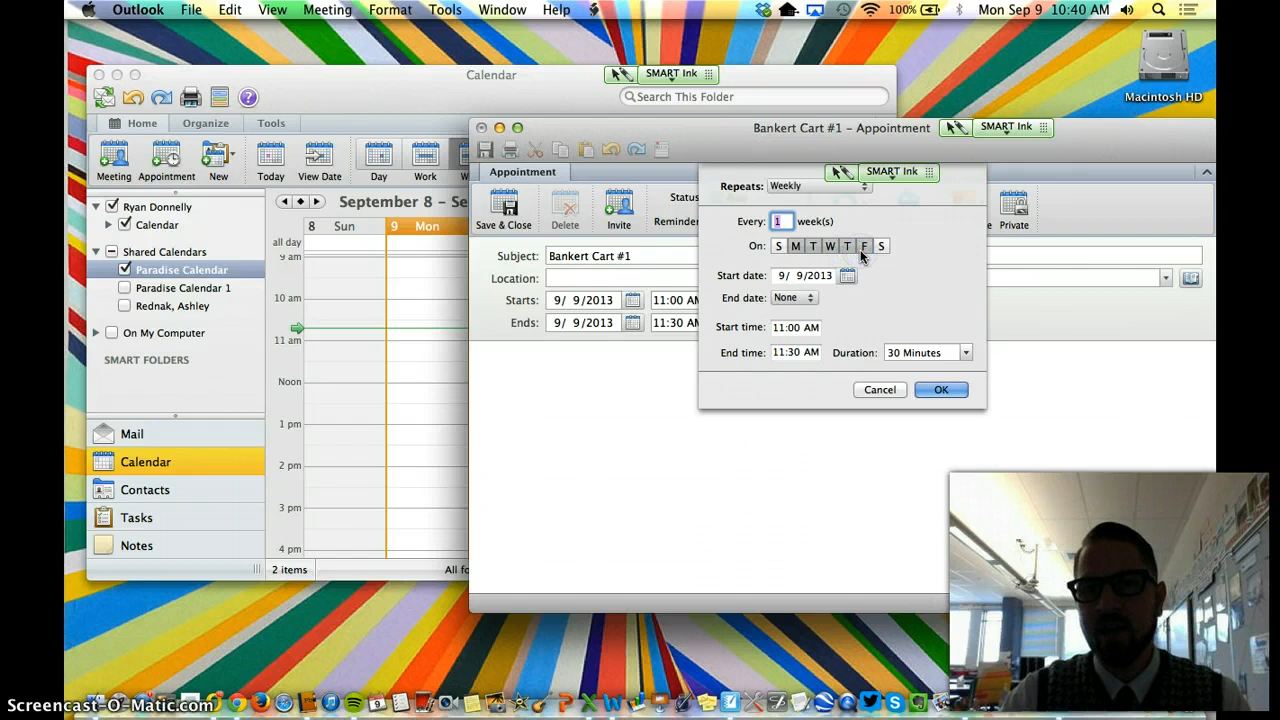 Outlook File Edit View Meeting Format Tools Window Help 100% Mon Sep 9 10:40 AM
Macintosh HD
Calendar
SMART Ink
Search This Folder
Home Organize Tools
Meeting Appointment New Today View Date Day Work
Ryan Donnelly
Calendar
Shared Calendars
Paradise Calendar
Paradise Calendar 1
Rednak, Ashley
On My Computer
SMART FOLDERS
Mail
Calendar
Contacts
Tasks
Notes
2 items
All fo
September 8 – Se
8 Sun 9 Mon
all day
9 am
10 am
11 am
Noon
1 pm
2 pm
3 pm
4 pm
Bankert Cart #1 – Appointment
SMART Ink
Appointment
Save & Close Delete Invite
Status
Reminder
Private
Subject: Bankert Cart #1
Location:
Starts: 9/ 9/2013 11:00 AM
Ends: 9/ 9/2013 11:30 AM
SMART Ink
Repeats: Weekly
Every: 1 week(s)
On: S M T W T F S
Start date: 9/ 9/2013
End date: None
Start time: 11:00 AM
End time: 11:30 AM Duration: 30 Minutes
Cancel OK
9
Screencast-O-Matic.com